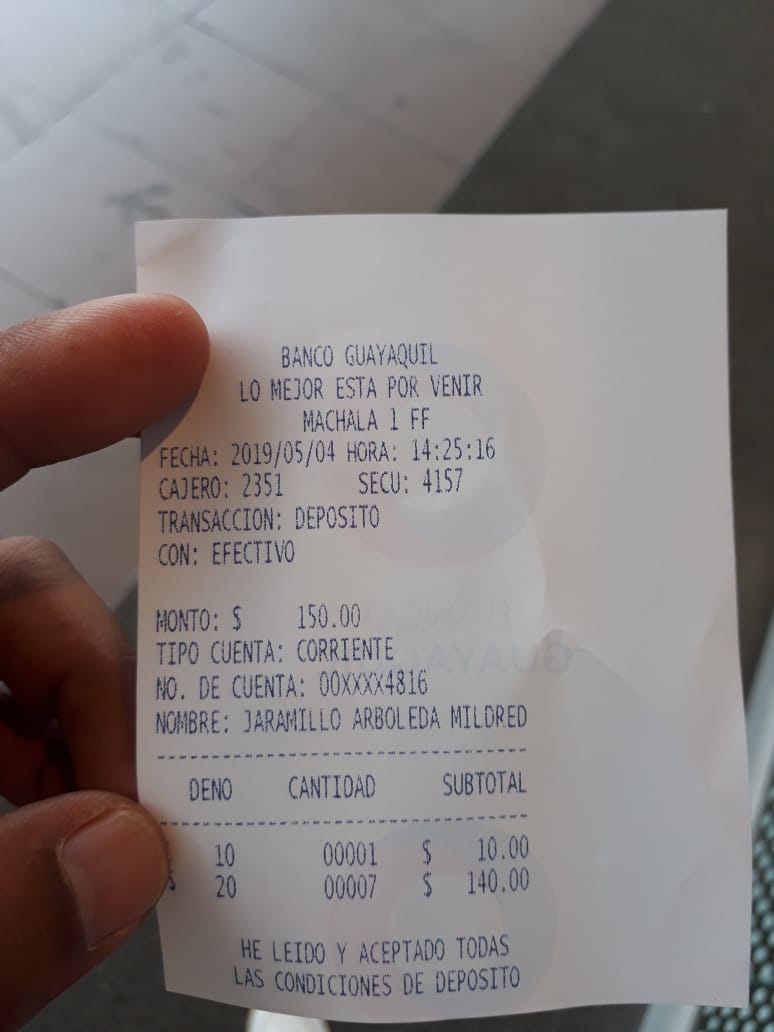 BANCO GUAYAQUIL
LO MEJOR ESTA POR VENIR
MACHALA 1 FF
FECHA: 2019/05/04 HORA: 14:25:16
CAJERO: 2351 SECU: 4157
TRANSACCION: DEPOSITO
CON: EFECTIVO
MONTO: $ 150.00
TIPO CUENTA: CORRIENTE
NO. DE CUENTA: 00XXXX4816
NOMBRE: JARAMILLO ARBOLEDA MILDRED
DENO CANTIDAD SUBTOTAL
10 00001 $ 10.00
$ 20 00007 $ 140.00
HE LEIDO Y ACEPTADO TODAS
LAS CONDICIONES DE DEPOSITO